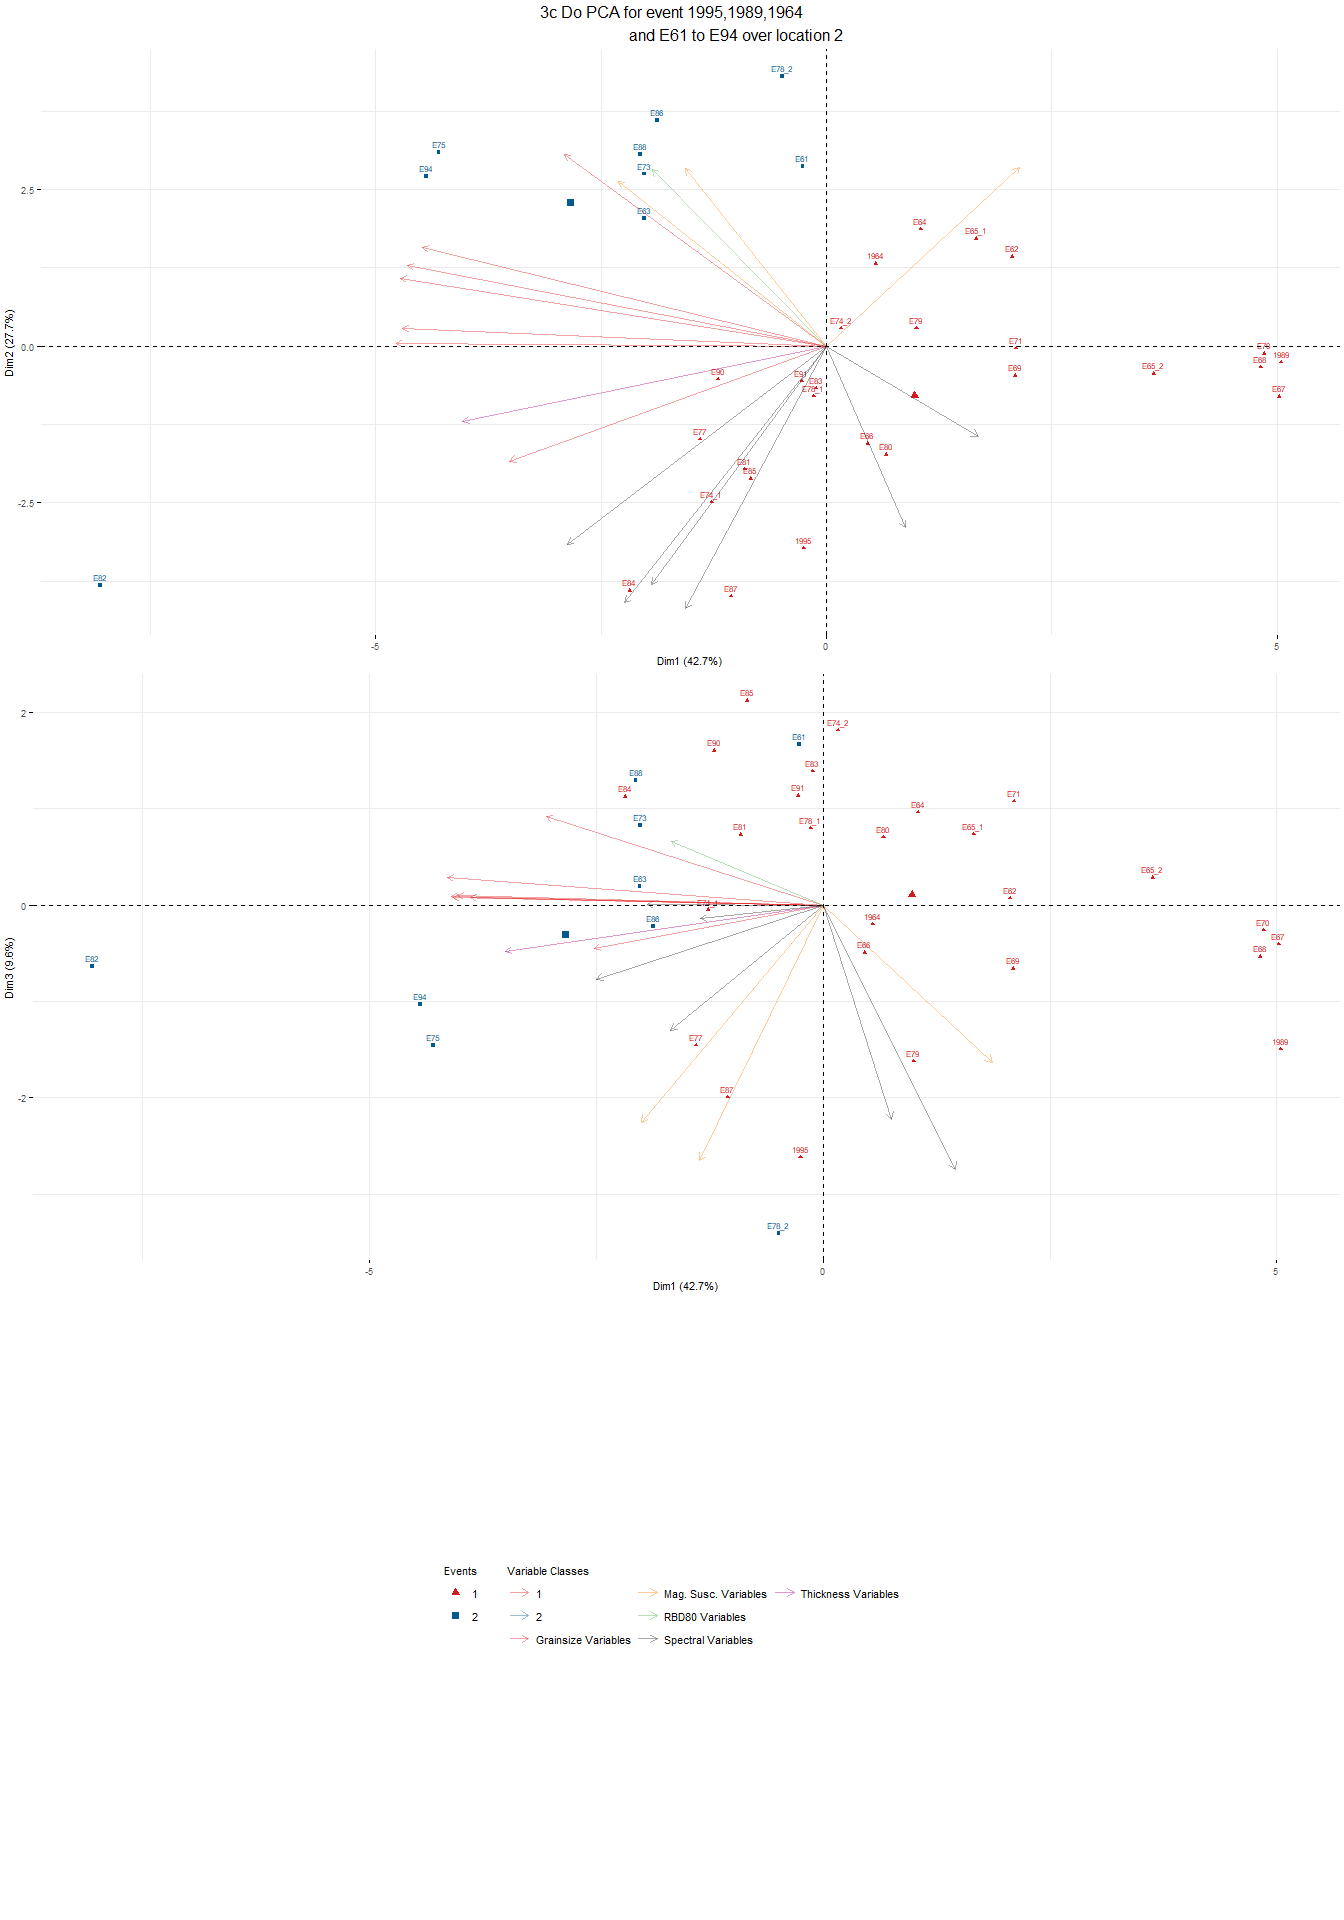 3c Do PCA for event 1995,1989,1964
and E61 to E94 over location 2
E78_2
E86
E75
E88
E61
E94
E73
2.5
E63
E64
E65_1
E62
1964
E74_2
E79
Dim2 (27.7%)
0.0
E71
E70
1989
E68
E65_2
E69
E90
E91
E83
E78_1
E67
E77
E66
E80
E81
E85
-2.5
E74_1
1995
E82
E84
E87
-5
0
5
Dim1 (42.7%)
E85
2
E74_2
E61
E90
E83
E88
E84
E91
E71
E64
E73
E81
E78_1
E80
E65_1
E65_2
E63
E62
0
E74_1
E86
1964
E70
E67
E66
E68
E69
E82
Dim3 (9.6%)
E94
E75
E77
E79
1989
E87
-2
1995
E78_2
-5
0
5
Dim1 (42.7%)
Events
Variable Classes
1
1
Mag. Susc. Variables
Thickness Variables
2
2
RBD80 Variables
Grainsize Variables
Spectral Variables